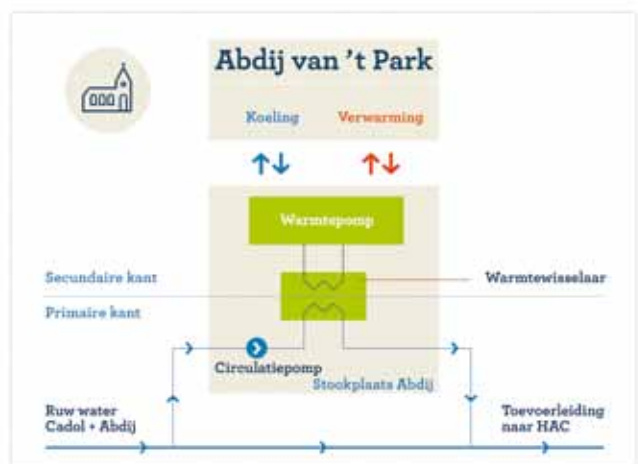 Abdij van 't Park
Koeling
Verwarming
Warmtepomp
Secundaire kant
Warmtewisselaar
Primaire kant
Circulatiepomp
Stookplaats Abdij
Ruw water
Cadol + Abdij
Toevoerleiding
naar HAC